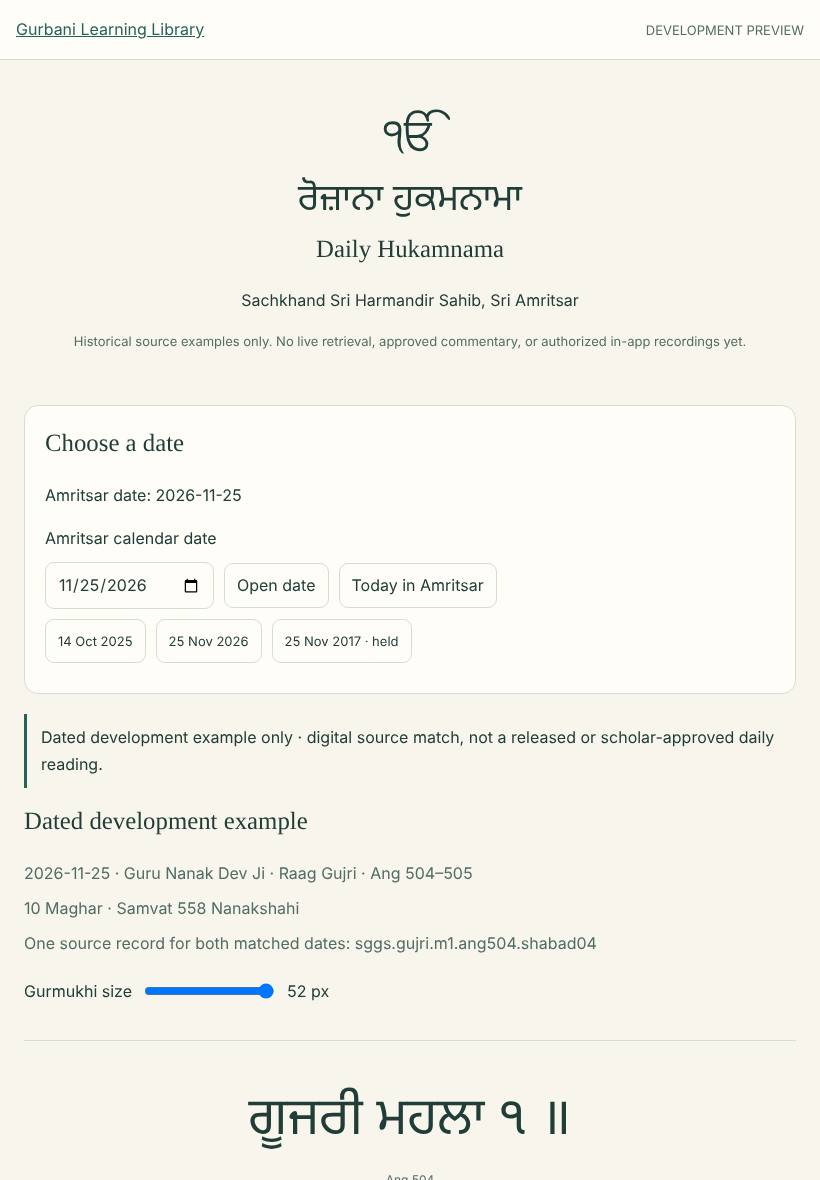 Gurbani Learning Library
DEVELOPMENT PREVIEW
ੴ
ਰੋਜ਼ਾਨਾ ਹੁਕਮਨਾਮਾ
Daily Hukamnama
Sachkhand Sri Harmandir Sahib, Sri Amritsar
Historical source examples only. No live retrieval, approved commentary, or authorized in-app recordings yet.
Choose a date
Amritsar date: 2026-11-25
Amritsar calendar date
11/25/2026 Open date Today in Amritsar
14 Oct 2025 25 Nov 2026 25 Nov 2017 · held
Dated development example only · digital source match, not a released or scholar-approved daily
reading.
Dated development example
2026-11-25 · Guru Nanak Dev Ji · Raag Gujri · Ang 504–505
10 Maghar · Samvat 558 Nanakshahi
One source record for both matched dates: sggs.gujri.m1.ang504.shabad04
Gurmukhi size 52 px
ਗੂਜਰੀ ਮਹਲਾ ੧ ॥
Ang 504